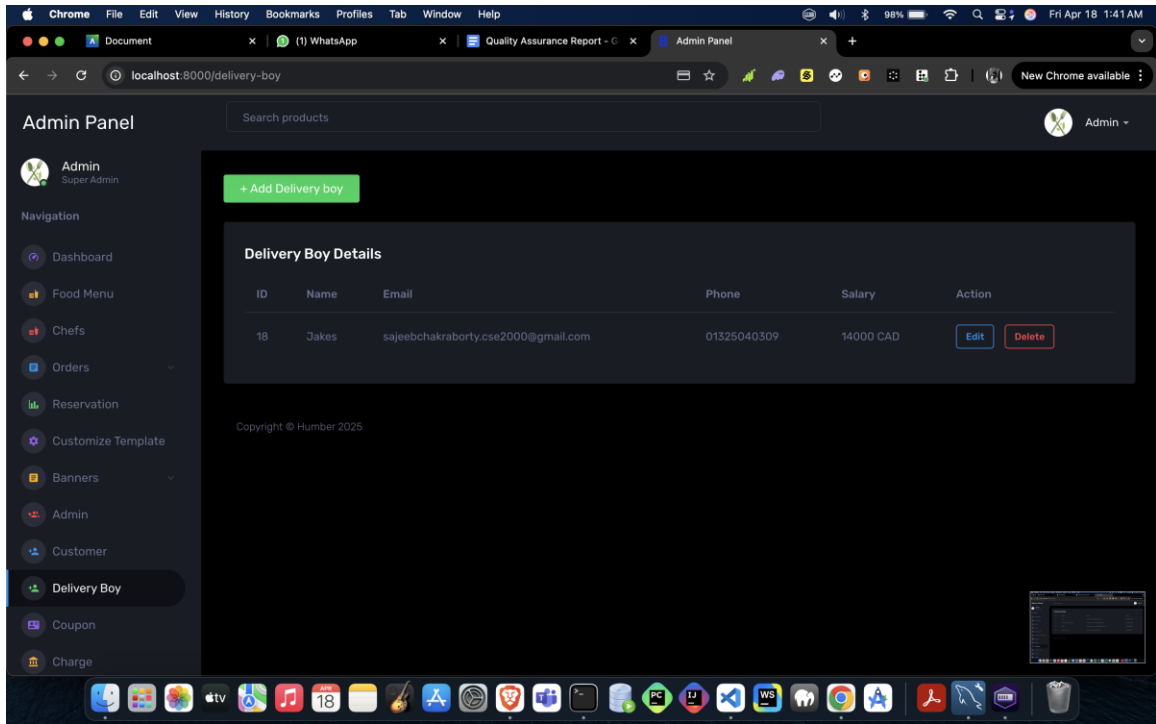 Chrome File Edit View History Bookmarks Profiles Tab Window Help 98% Fri Apr 18 1:41 AM
Document (1) WhatsApp Quality Assurance Report - G Admin Panel
localhost:8000/delivery-boy New Chrome available
Admin Panel Search products Admin
Admin
Super Admin
+ Add Delivery boy
Navigation
Dashboard
Food Menu
Chefs
Orders
Reservation
Customize Template
Banners
Admin
Customer
Delivery Boy
Coupon
Charge
Delivery Boy Details
ID Name Email Phone Salary Action
18 Jakes sajeebchakraborty.cse2000@gmail.com 01325040309 14000 CAD Edit Delete
Copyright © Humber 2025
tv APR 18 PC IJ WS